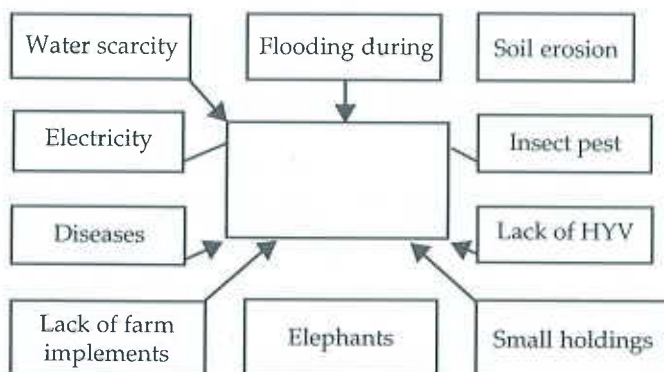 Water scarcity
Flooding during
Soil erosion
Electricity
Insect pest
Diseases
Lack of HYV
Lack of farm
implements
Elephants
Small holdings